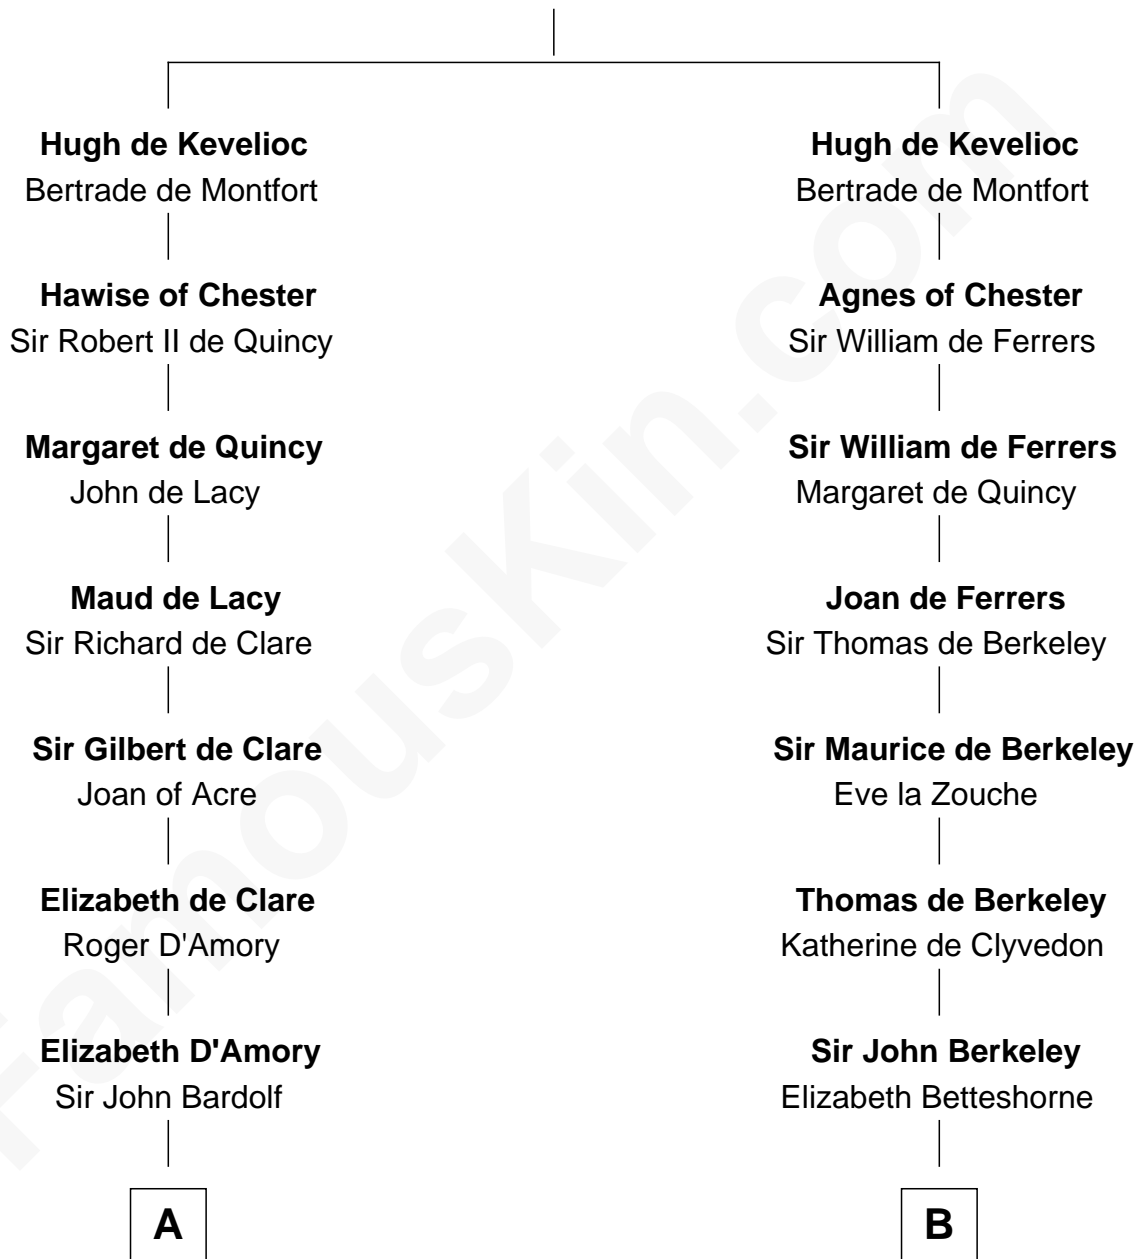 Hugh de Kevelioc
Bertrade de Montfort
Hawise of Chester
Sir Robert II de Quincy
Margaret de Quincy
John de Lacy
Maud de Lacy
Sir Richard de Clare
Sir Gilbert de Clare
Joan of Acre
Elizabeth de Clare
Roger D'Amory
Elizabeth D'Amory
Sir John Bardolf
A
Hugh de Kevelioc
Bertrade de Montfort
Agnes of Chester
Sir William de Ferrers
Sir William de Ferrers
Margaret de Quincy
Joan de Ferrers
Sir Thomas de Berkeley
Sir Maurice de Berkeley
Eve la Zouche
Thomas de Berkeley
Katherine de Clyvedon
Sir John Berkeley
Elizabeth Betteshorne
B
FamousKin.com